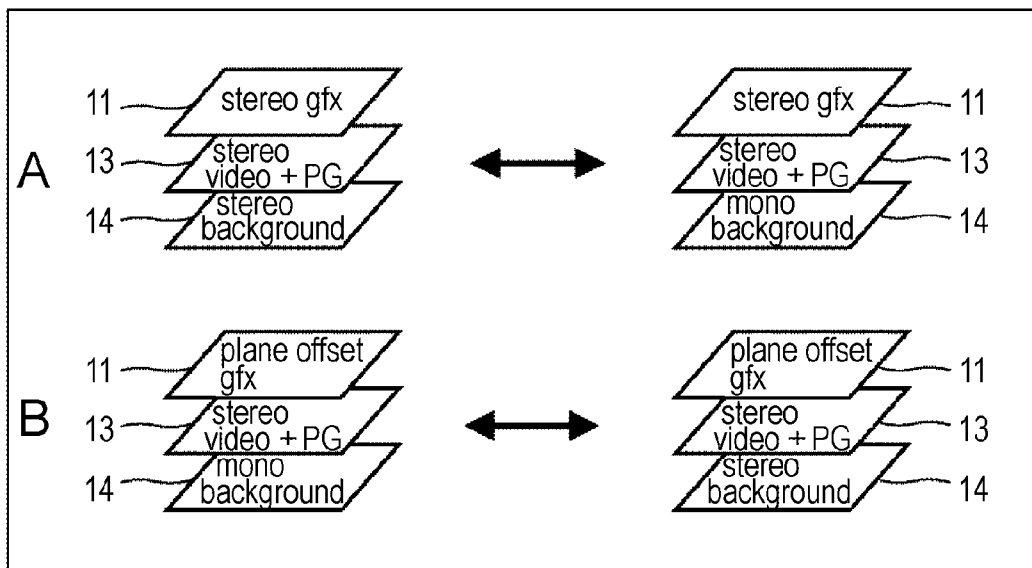 A
11
stereo gfx
13
stereo
video + PG
14
stereo
background
stereo gfx
11
stereo
video + PG
13
mono
background
14
B
11
plane offset
gfx
13
stereo
video + PG
14
mono
background
plane offset
gfx
11
stereo
video + PG
13
stereo
background
14